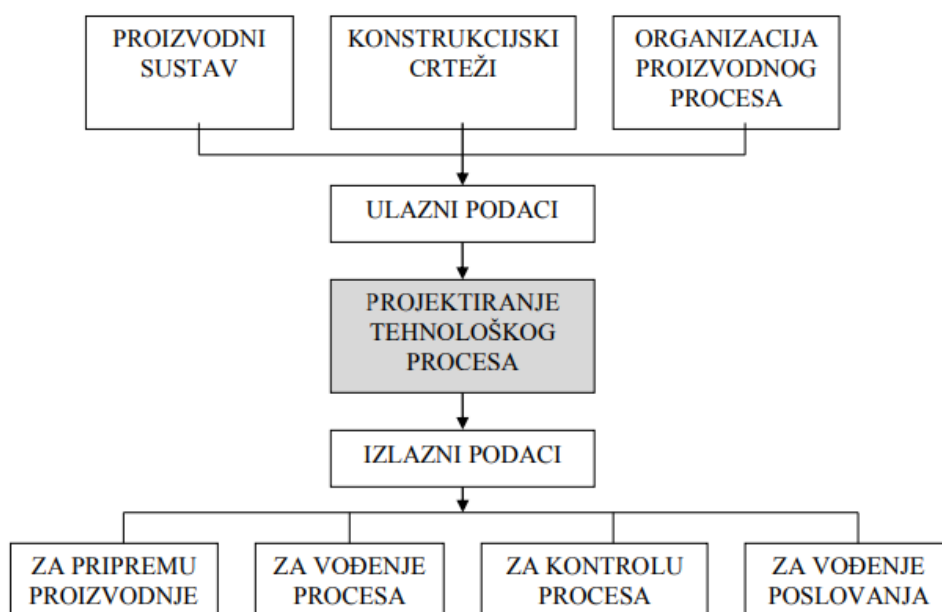 PROIZVODNI
SUSTAV
KONSTRUKCIJSKI
CRTEŽI
ORGANIZACIJA
PROIZVODNOG
PROCESA
ULAZNI PODACI
PROJEKTIRANJE
TEHNOLOŠKOG
PROCESA
IZLAZNI PODACI
ZA PRIPREMU
PROIZVODNJE
ZA VOĐENJE
PROCESA
ZA KONTROLU
PROCESA
ZA VOĐENJE
POSLOVANJA